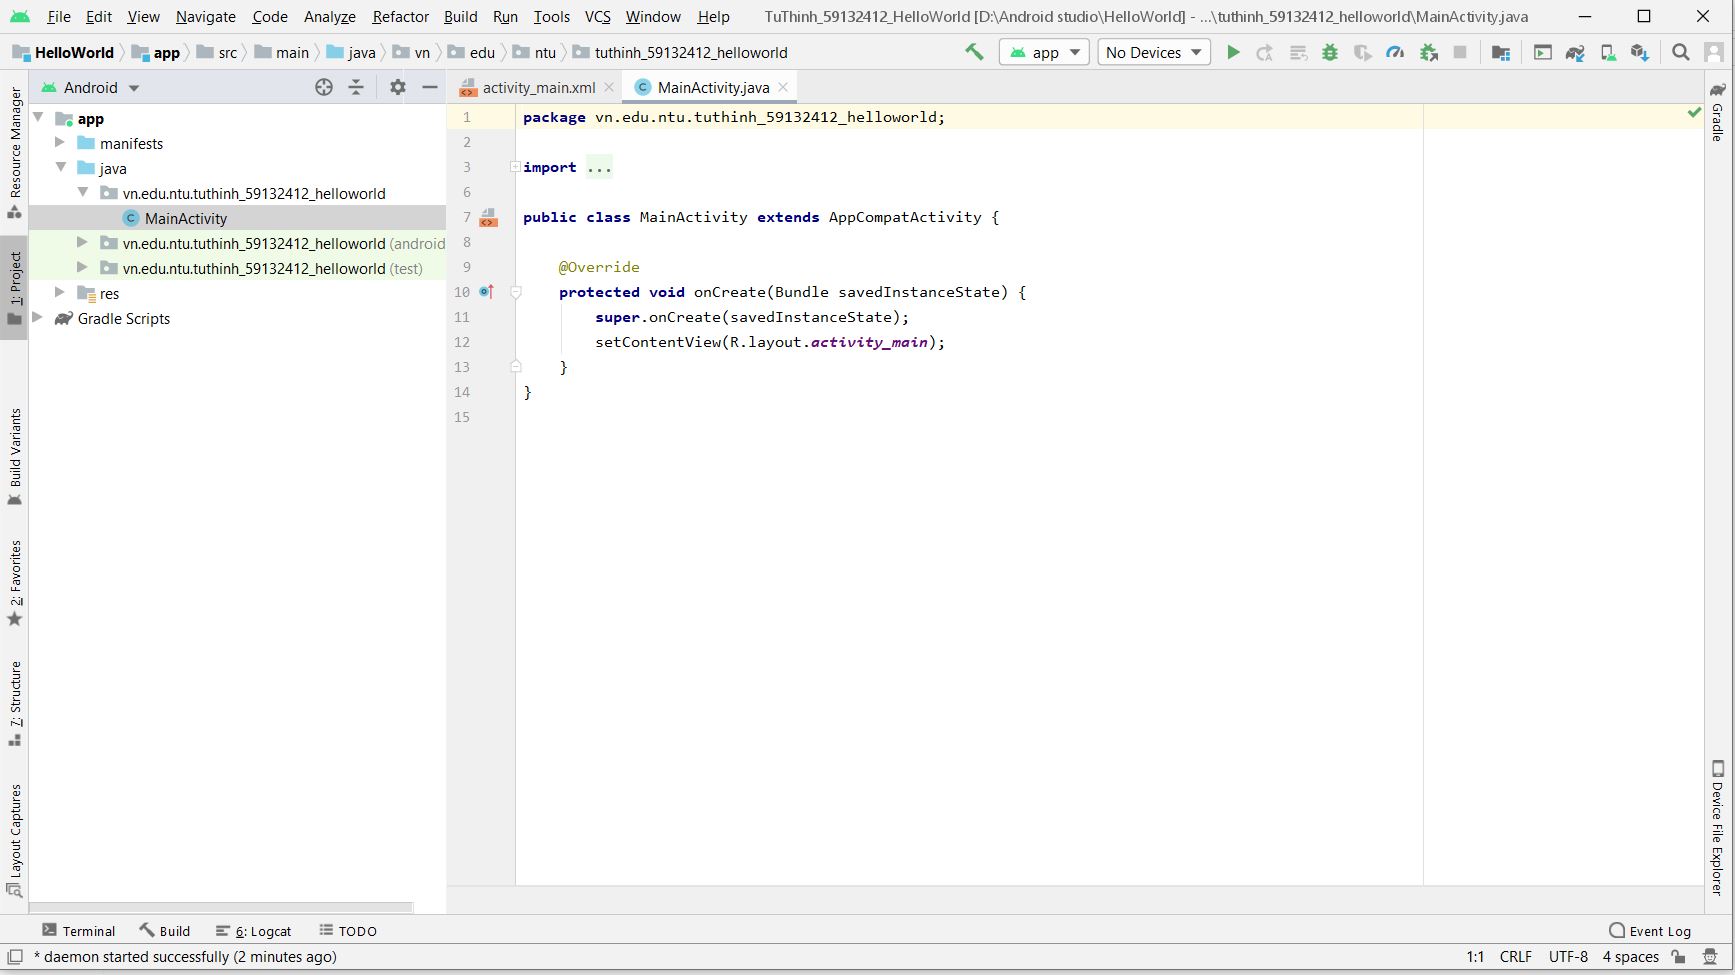 File Edit View Navigate Code Analyze Refactor Build Run Tools VCS Window Help TuThinh_59132412_HelloWorld [D:\Android studio\HelloWorld] - ...\tuthinh_59132412_helloworld\MainActivity.java
HelloWorld app src main java vn edu ntu tuthinh_59132412_helloworld app No Devices
Android
activity_main.xml MainActivity.java
app
manifests
java
vn.edu.ntu.tuthinh_59132412_helloworld
MainActivity
vn.edu.ntu.tuthinh_59132412_helloworld (android
vn.edu.ntu.tuthinh_59132412_helloworld (test)
res
Gradle Scripts
Resource Manager
1: Project
Build Variants
2: Favorites
7: Structure
Layout Captures
1 package vn.edu.ntu.tuthinh_59132412_helloworld;
2
3 import ...
6
7 public class MainActivity extends AppCompatActivity {
8
9 @Override
10 protected void onCreate(Bundle savedInstanceState) {
11 super.onCreate(savedInstanceState);
12 setContentView(R.layout.activity_main);
13 }
14 }
15
Gradle
Device File Explorer
Terminal Build 6: Logcat TODO Event Log
* daemon started successfully (2 minutes ago) 1:1 CRLF UTF-8 4 spaces